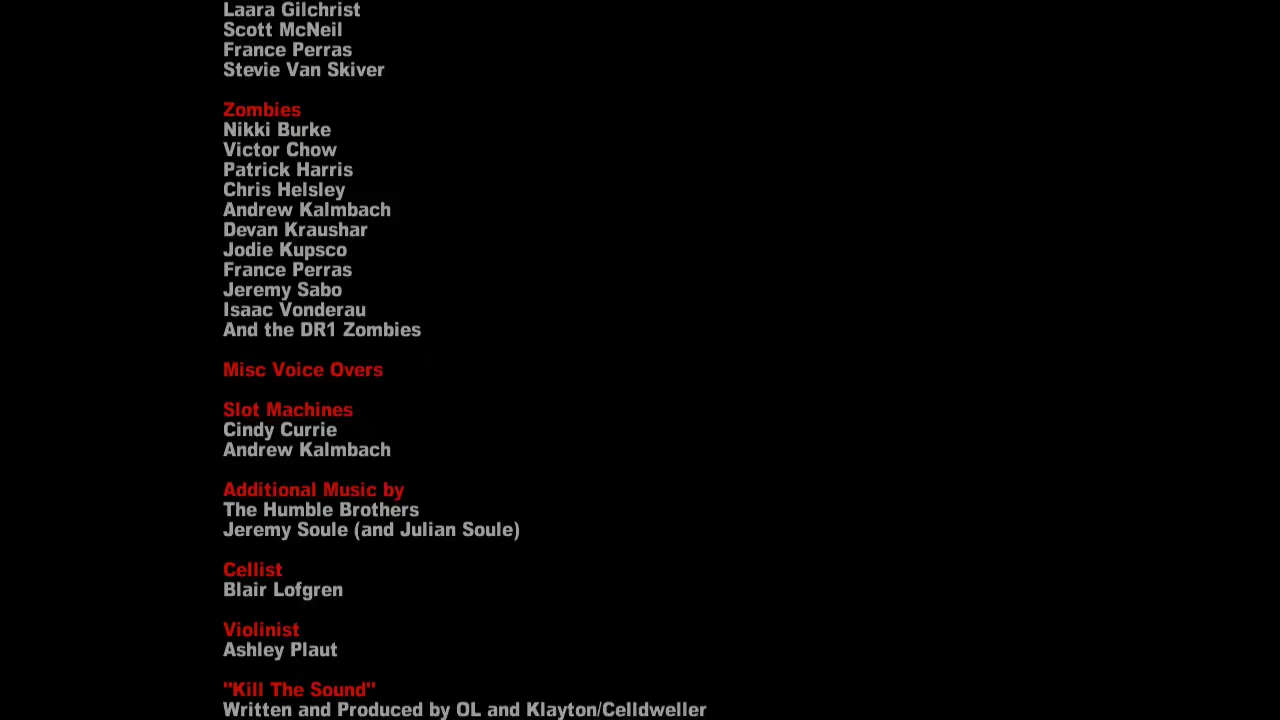 Laara Gilchrist
Scott McNeil
France Perras
Stevie Van Skiver
Zombies
Nikki Burke
Victor Chow
Patrick Harris
Chris Helsley
Andrew Kalmbach
Devan Kraushar
Jodie Kupsco
France Perras
Jeremy Sabo
Isaac Vonderau
And the DR1 Zombies
Misc Voice Overs
Slot Machines
Cindy Currie
Andrew Kalmbach
Additional Music by
The Humble Brothers
Jeremy Soule (and Julian Soule)
Cellist
Blair Lofgren
Violinist
Ashley Plaut
"Kill The Sound"
Written and Produced by OL and Klayton/Celldweller